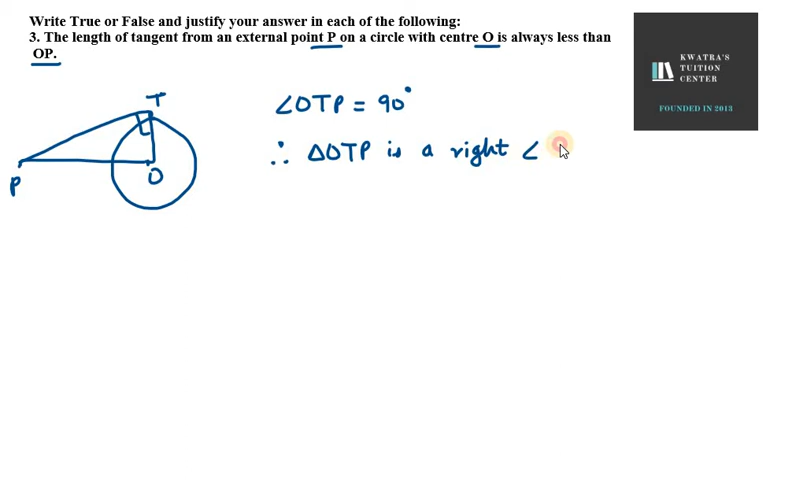 Write True or False and justify your answer in each of the following:
3. The length of tangent from an external point P on a circle with centre O is always less than
OP.
KWATRA'S
TUITION
CENTER
FOUNDED IN 2013
T
P
O
∠OTP = 90°
∴ ΔOTP is a right ∠